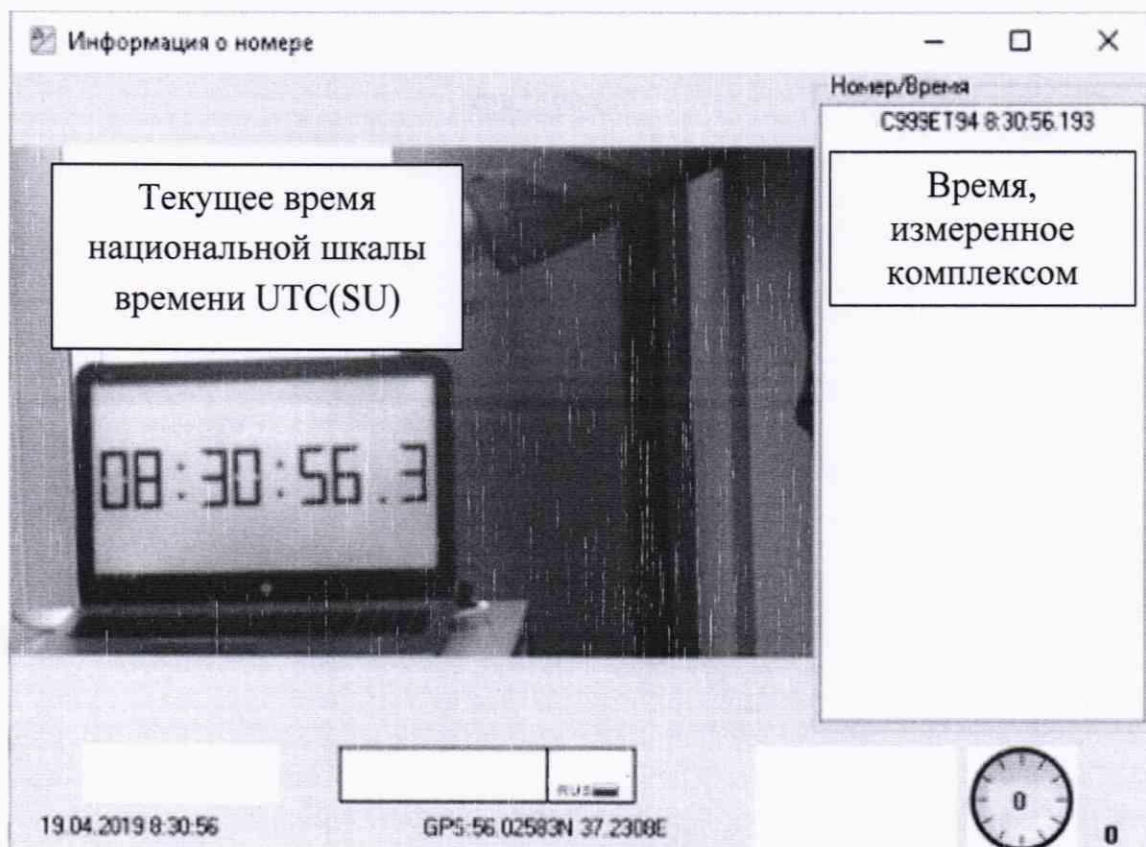 Информация о номере
Номер/Время
C999ET94 8:30:56.193
Текущее время
национальной шкалы
времени UTC(SU)
Время,
измеренное
комплексом
08:30:56.3
RUS
0
19.04.2019 8:30:56
GPS:56.02583N 37.2308E
0